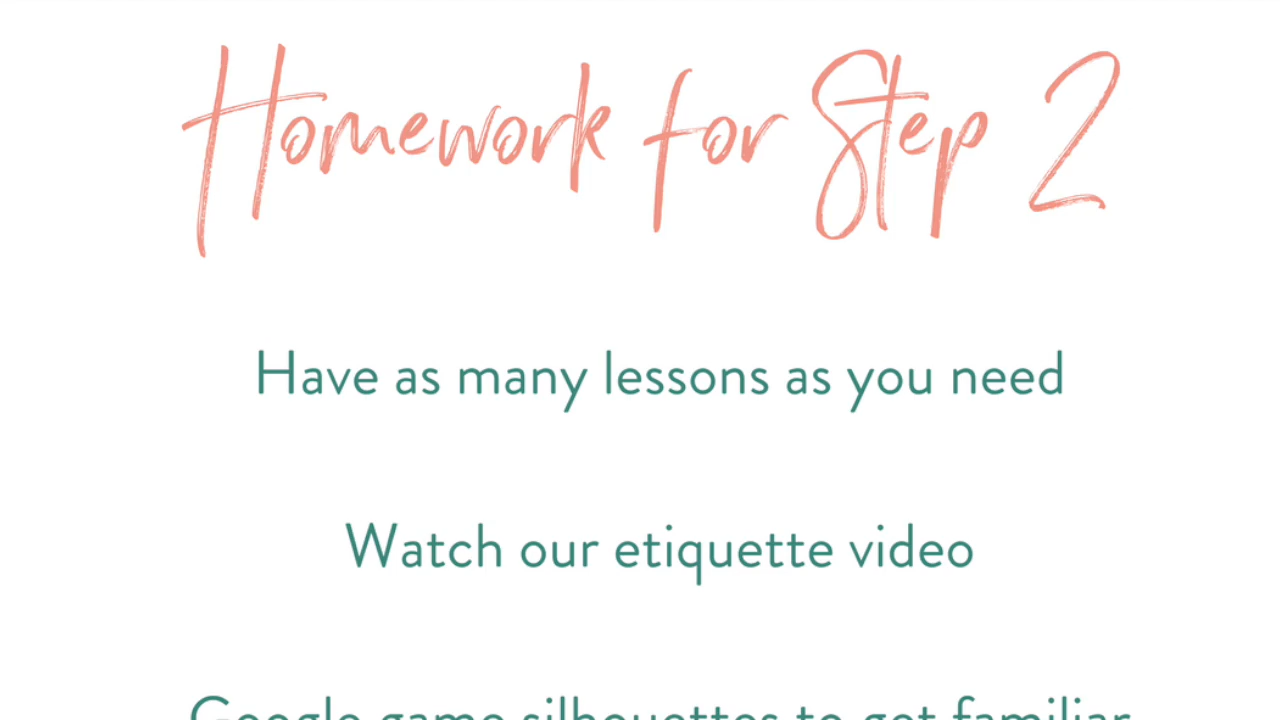 Homework for Step 2
Have as many lessons as you need
Watch our etiquette video
Google game silhouettes to get familiar